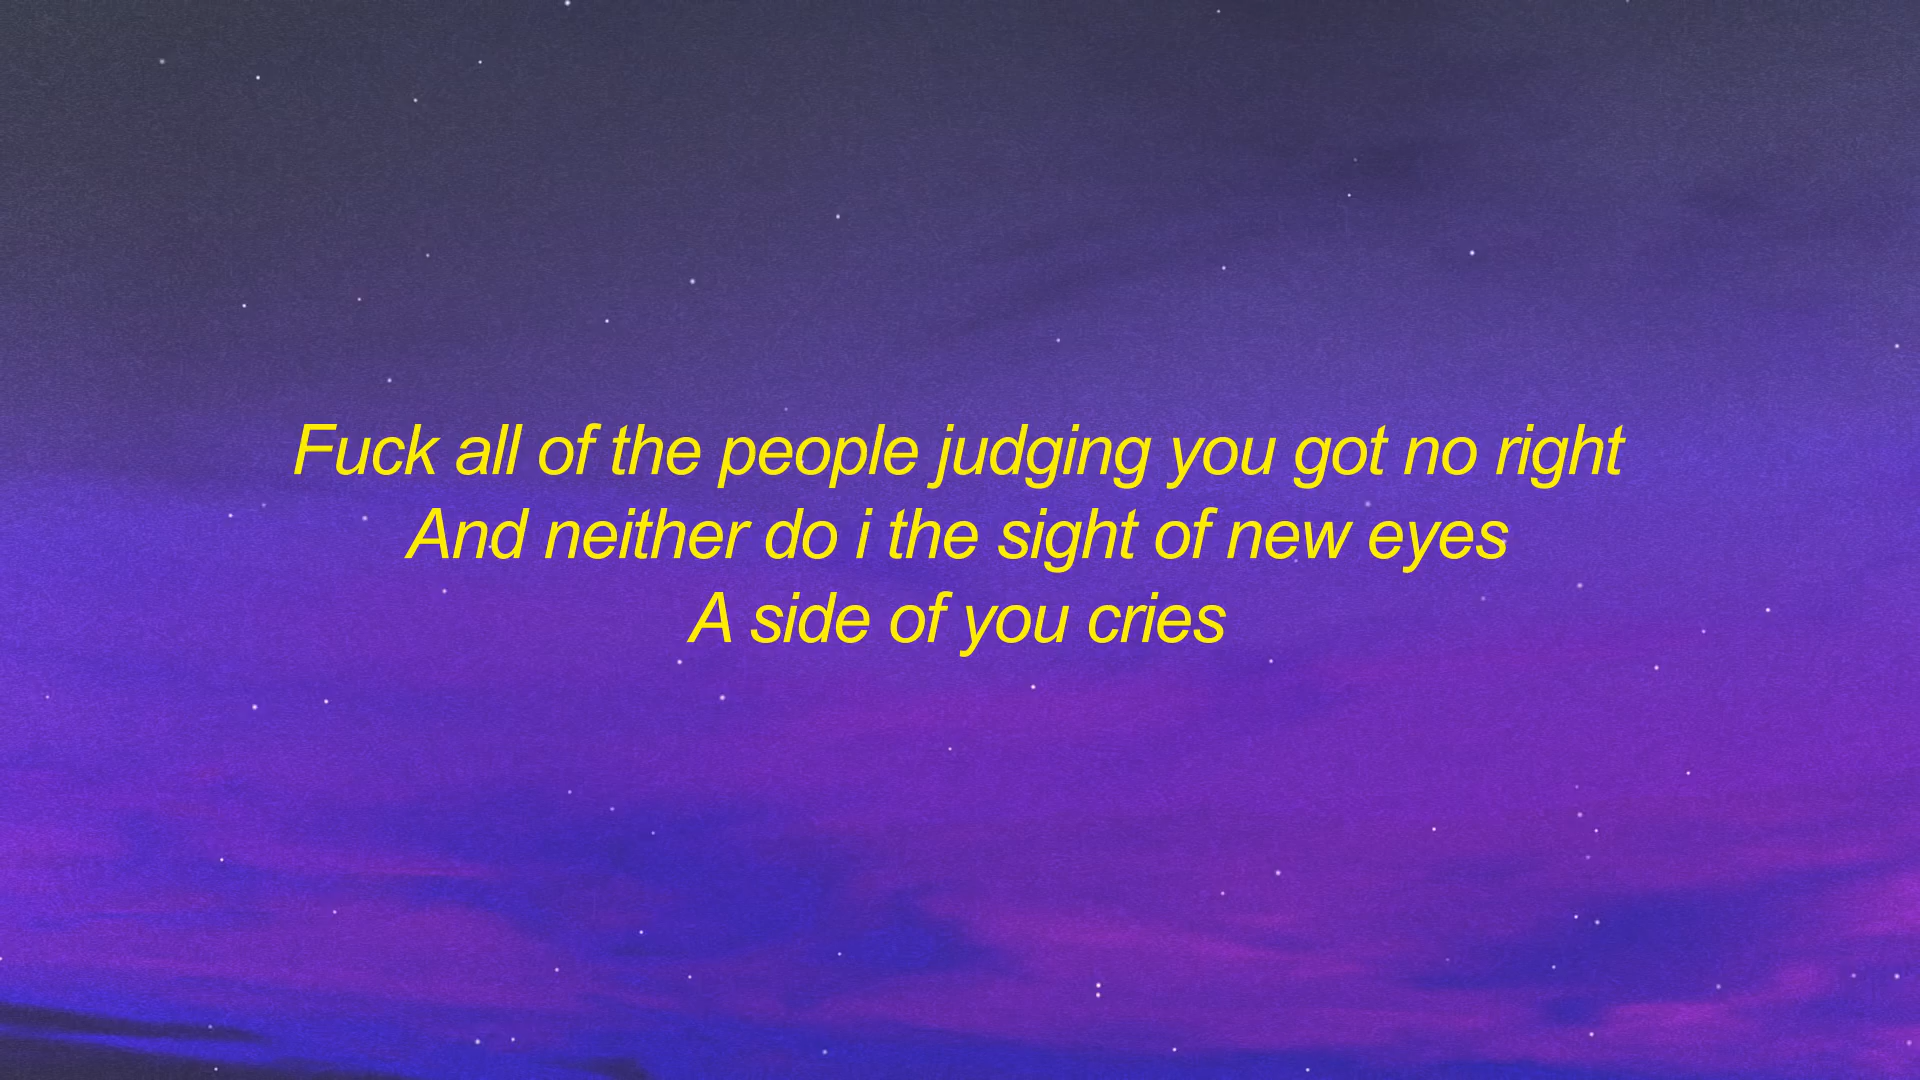 Fuck all of the people judging you got no right
And neither do i the sight of new eyes
A side of you cries